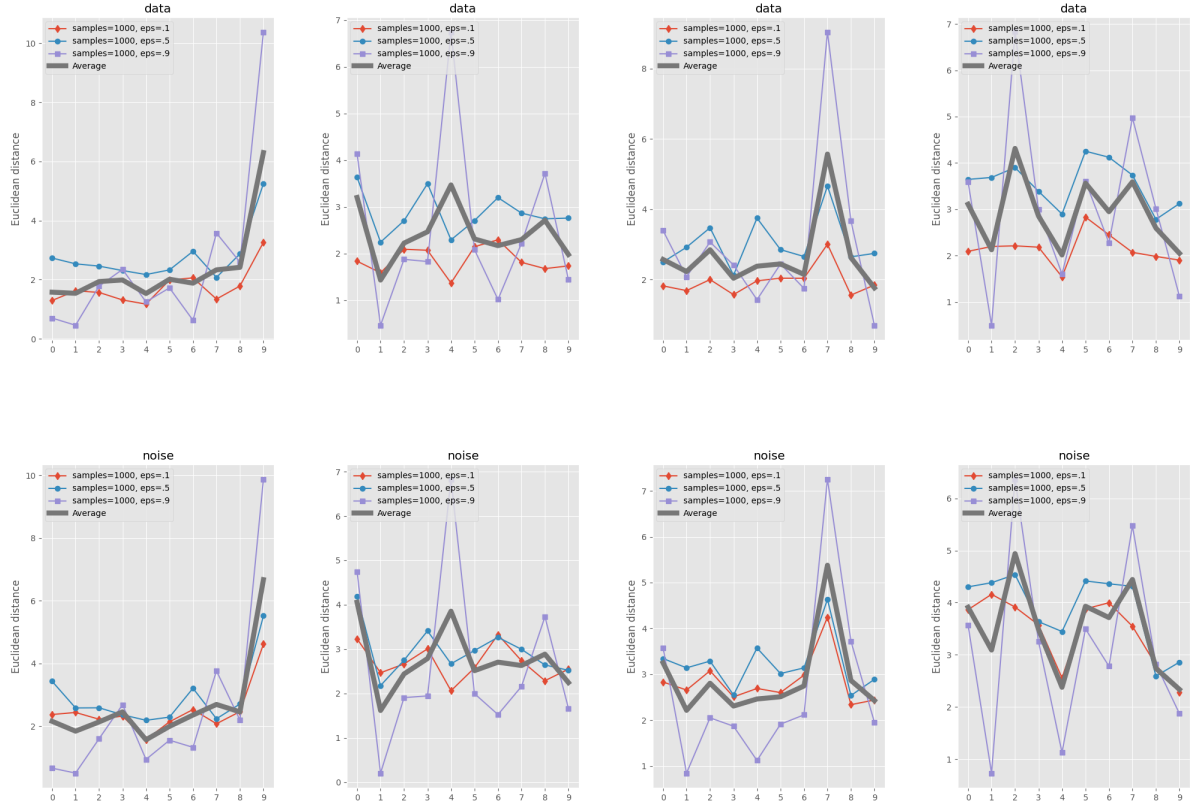 data
samples=1000, eps=.1
samples=1000, eps=.5
samples=1000, eps=.9
Average
Euclidean distance
10
8
6
4
2
0
0 1 2 3 4 5 6 7 8 9
data
samples=1000, eps=.1
samples=1000, eps=.5
samples=1000, eps=.9
Average
Euclidean distance
7
6
5
4
3
2
1
0 1 2 3 4 5 6 7 8 9
data
samples=1000, eps=.1
samples=1000, eps=.5
samples=1000, eps=.9
Average
Euclidean distance
8
6
4
2
0 1 2 3 4 5 6 7 8 9
data
samples=1000, eps=.1
samples=1000, eps=.5
samples=1000, eps=.9
Average
Euclidean distance
7
6
5
4
3
2
1
0 1 2 3 4 5 6 7 8 9
noise
samples=1000, eps=.1
samples=1000, eps=.5
samples=1000, eps=.9
Average
Euclidean distance
10
8
6
4
2
0 1 2 3 4 5 6 7 8 9
noise
samples=1000, eps=.1
samples=1000, eps=.5
samples=1000, eps=.9
Average
Euclidean distance
7
6
5
4
3
2
1
0
0 1 2 3 4 5 6 7 8 9
noise
samples=1000, eps=.1
samples=1000, eps=.5
samples=1000, eps=.9
Average
Euclidean distance
7
6
5
4
3
2
1
0 1 2 3 4 5 6 7 8 9
noise
samples=1000, eps=.1
samples=1000, eps=.5
samples=1000, eps=.9
Average
Euclidean distance
6
5
4
3
2
1
0 1 2 3 4 5 6 7 8 9